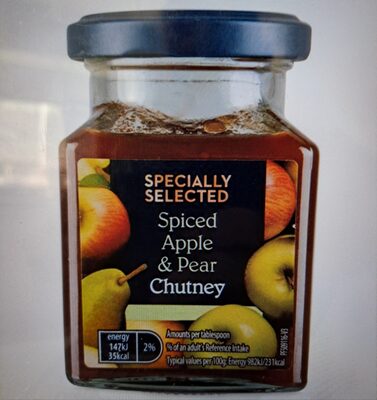 SPECIALLY
SELECTED
Spiced
Apple
& Pear
Chutney
energy
147kJ
35kcal
2%
Amounts per tablespoon
% of an adult's Reference Intake
Typical values per 100g: Energy 982kJ/231kcal